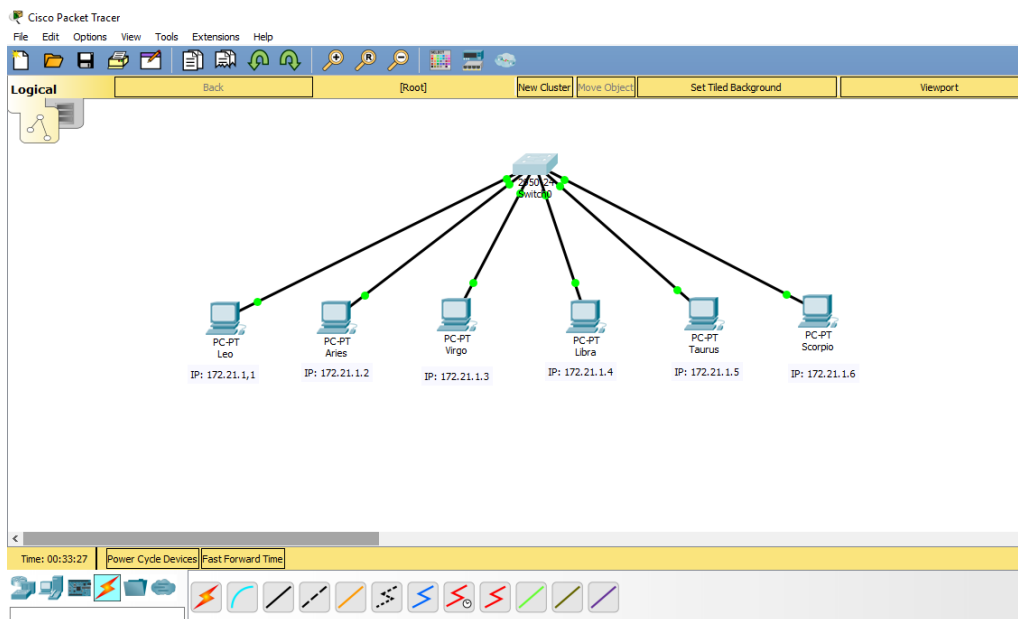 Cisco Packet Tracer
File Edit Options View Tools Extensions Help
Logical Back [Root] New Cluster Move Object Set Tiled Background Viewport
2950-24
Switch0
PC-PT
Leo
IP: 172.21.1,1
PC-PT
Aries
IP: 172.21.1.2
PC-PT
Virgo
IP: 172.21.1.3
PC-PT
Libra
IP: 172.21.1.4
PC-PT
Taurus
IP: 172.21.1.5
PC-PT
Scorpio
IP: 172.21.1.6
Time: 00:33:27 Power Cycle Devices Fast Forward Time